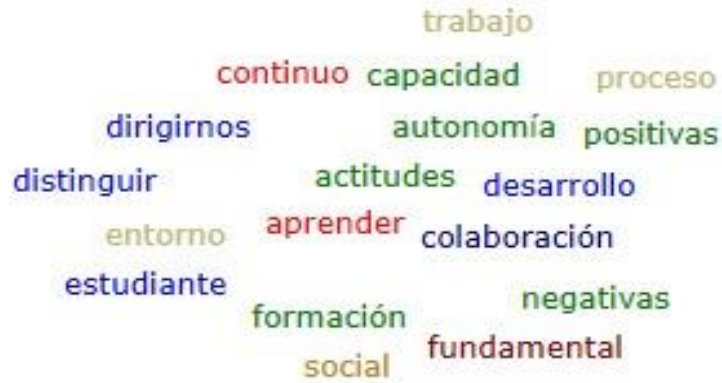 trabajo
continuo capacidad proceso
dirigirnos autonomía positivas
distinguir actitudes desarrollo
entorno aprender colaboración
estudiante negativas
formación
fundamental
social